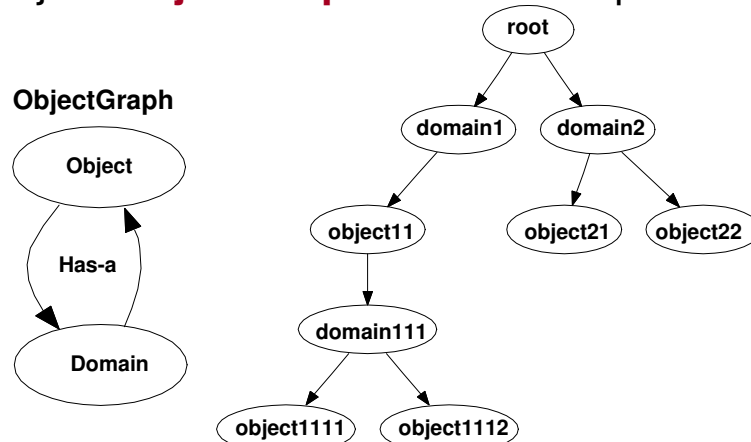 root
ObjectGraph
domain1 domain2
Object
object11 object21 object22
Has-a
domain111
Domain
object1111 object1112